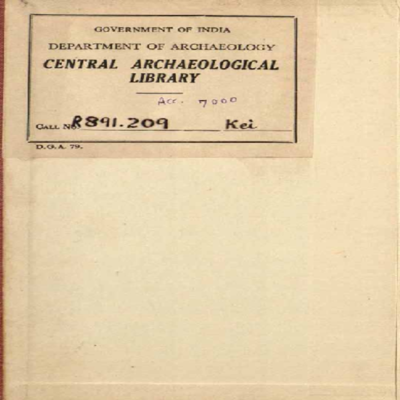 GOVERNMENT OF INDIA
DEPARTMENT OF ARCHAEOLOGY
CENTRAL ARCHAEOLOGICAL
LIBRARY
Acc. 7000
CALL No R891.209 Kei
D.G.A. 79.